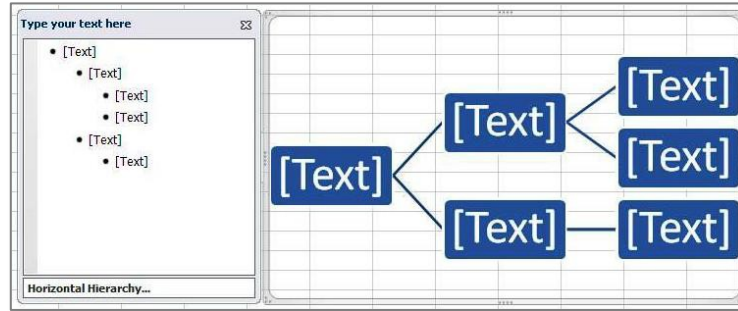 Type your text here
• [Text]
• [Text]
• [Text]
• [Text]
• [Text]
• [Text]
Horizontal Hierarchy...
[Text]
[Text]
[Text]
[Text]
[Text]
[Text]